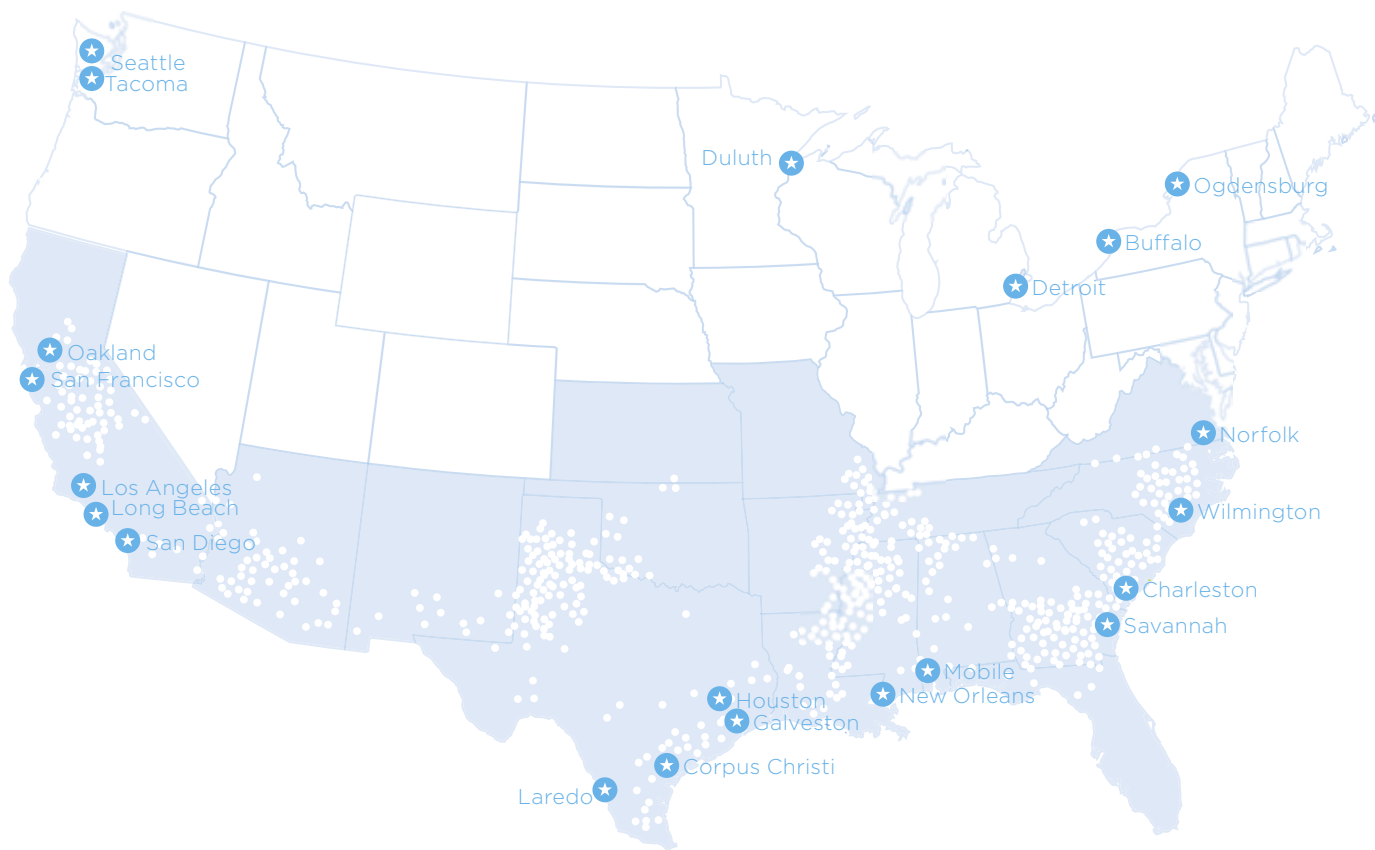 Seattle
Tacoma
Duluth
Ogdensburg
Buffalo
Detroit
Oakland
San Francisco
Norfolk
Los Angeles
Long Beach
Wilmington
San Diego
Charleston
Savannah
Mobile
New Orleans
Houston
Galveston
Corpus Christi
Laredo